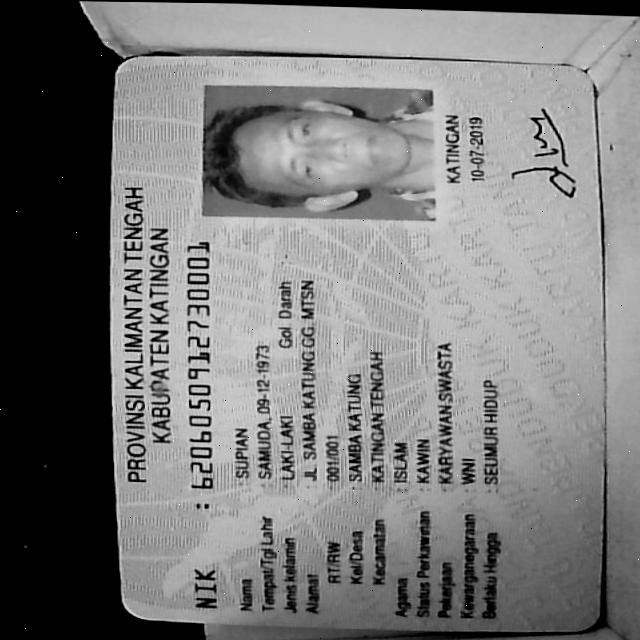 PROVINSI KALIMANTAN TENGAH
KABUPATEN KATINGAN
NIK : 6206050912730001
Nama : SUPIAN
Tempat/Tgl Lahir : SAMUDA, 09-12-1973
Jenis kelamin : LAKI-LAKI Gol. Darah
Alamat : JL. SAMBA KATUNG GG. MTSN
RT/RW : 001/001
Kel/Desa : SAMBA KATUNG
Kecamatan : KATINGAN TENGAH
Agama : ISLAM
Status Perkawinan : KAWIN
Pekerjaan : KARYAWAN SWASTA
Kewarganegaraan : WNI
Berlaku Hingga : SEUMUR HIDUP
KATINGAN
10-07-2019